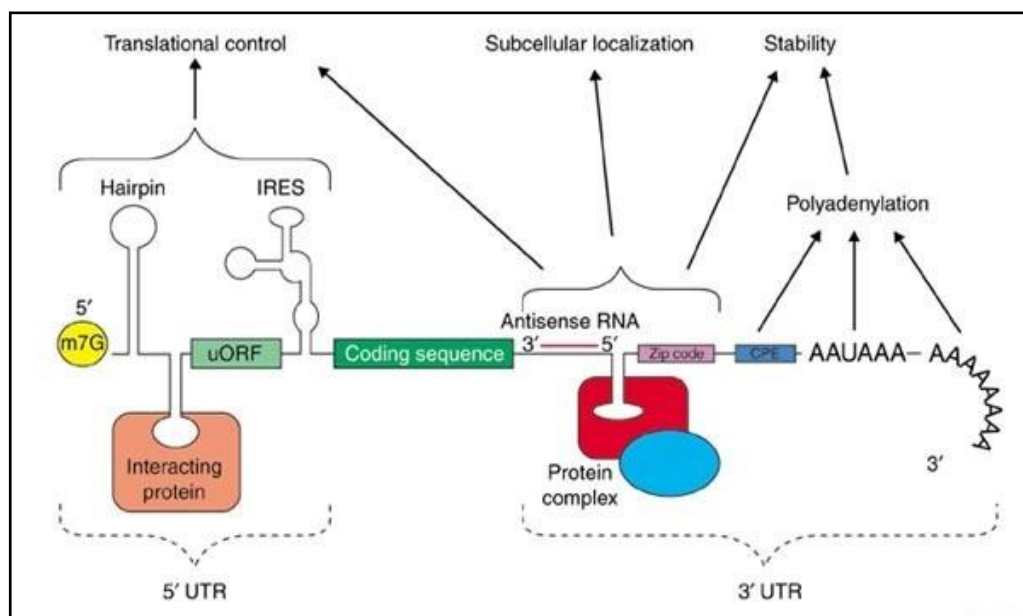 Translational control
Subcellular localization
Stability
Hairpin
IRES
Polyadenylation
5′
m7G
uORF
Coding sequence
Antisense RNA
3′
5′
Zip code
CPE
AAUAAA
AAAAAAAA
Interacting
protein
Protein
complex
3′
5′ UTR
3′ UTR